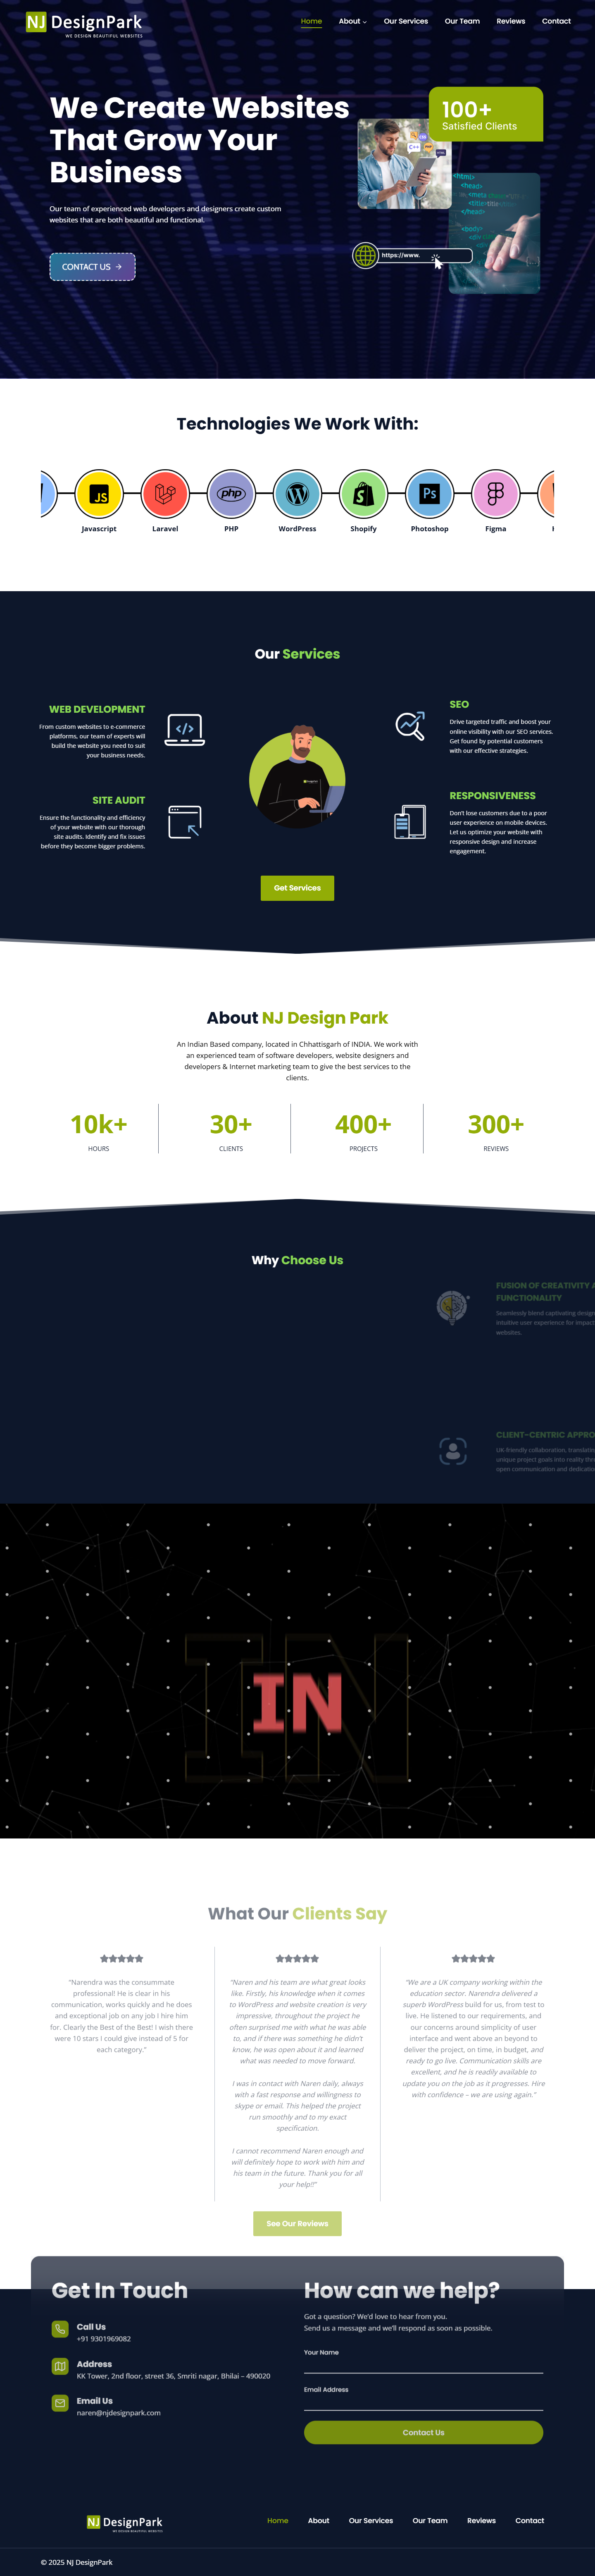 NJ DesignPark
WE DESIGN BEAUTIFUL WEBSITES
Home
About
Our Services
Our Team
Reviews
Contact
We Create Websites
That Grow Your
Business
Our team of experienced web developers and designers create custom
websites that are both beautiful and functional.
CONTACT US
100+
Satisfied Clients
C++
<html>
<head>
</head>
<body>
https://www.
Technologies We Work With:
JS
php
Ps
Javascript
Laravel
PHP
WordPress
Shopify
Photoshop
Figma
Our Services
WEB DEVELOPMENT
From custom websites to e-commerce
platforms, our team of experts will
build the website you need to suit
your business needs.
SITE AUDIT
Ensure the functionality and efficiency
of your website with our thorough
site audits. Identify and fix issues
before they become bigger problems.
SEO
Drive targeted traffic and boost your
online visibility with our SEO services.
Get found by potential customers
with our effective strategies.
RESPONSIVENESS
Don't lose customers due to a poor
user experience on mobile devices.
Let us optimize your website with
responsive design and increase
engagement.
Get Services
About NJ Design Park
An Indian Based company, located in Chhattisgarh of INDIA. We work with
an experienced team of software developers, website designers and
developers & Internet marketing team to give the best services to the
clients.
10k+
HOURS
30+
CLIENTS
400+
PROJECTS
300+
REVIEWS
Why Choose Us
FUSION OF CREATIVITY A
FUNCTIONALITY
Seamlessly blend captivating design
intuitive user experience for impact
websites.
CLIENT-CENTRIC APPRO
UK-friendly collaboration, translatin
unique project goals into reality thr
open communication and dedicatio
IN
IN
What Our Clients Say
"Narendra was the consummate
professional! He is clear in his
communication, works quickly and he does
and exceptional job on any job I hire him
for. Clearly the Best of the Best! I wish there
were 10 stars I could give instead of 5 for
each category."
"Naren and his team are what great looks
like. Firstly, his knowledge when it comes
to WordPress and website creation is very
impressive, throughout the project he
often surprised me with what he was able
to, and if there was something he didn't
know, he was open about it and learned
what was needed to move forward.
I was in contact with Naren daily, always
with a fast response and willingness to
skype or email. This helped the project
run smoothly and to my exact
specification.
I cannot recommend Naren enough and
will definitely hope to work with him and
his team in the future. Thank you for all
your help!!"
"We are a UK company working within the
education sector. Narendra delivered a
superb WordPress build for us, from test to
live. He listened to our requirements, and
our concerns around simplicity of user
interface and went above an beyond to
deliver the project, on time, in budget, and
ready to go live. Communication skills are
excellent, and he is readily available to
update you on the job as it progresses. Hire
with confidence – we are using again."
See Our Reviews
Get In Touch
Call Us
+91 9301969082
Address
KK Tower, 2nd floor, street 36, Smriti nagar, Bhilai – 490020
Email Us
naren@njdesignpark.com
How can we help?
Got a question? We'd love to hear from you.
Send us a message and we'll respond as soon as possible.
Your Name
Email Address
Contact Us
NJ DesignPark
WE DESIGN BEAUTIFUL WEBSITES
Home
About
Our Services
Our Team
Reviews
Contact
© 2025 NJ DesignPark